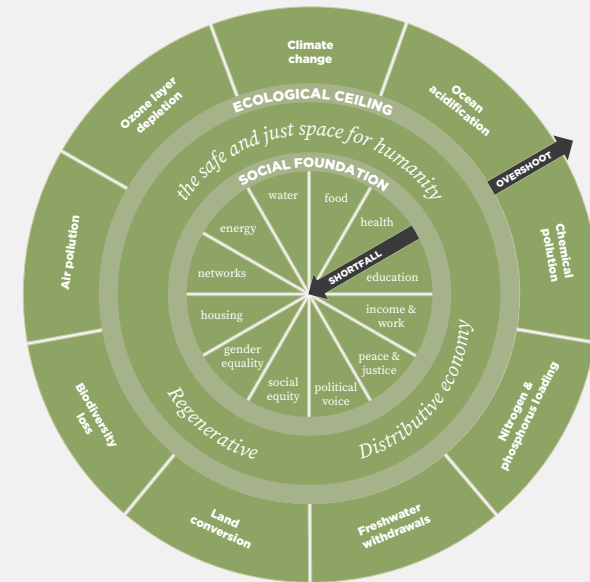 Climate
change
Ocean
acidification
Chemical
pollution
Nitrogen &
phosphorus loading
Freshwater
withdrawals
Land
conversion
Biodiversity
loss
Air pollution
Ozone layer
depletion
OVERSHOOT
ECOLOGICAL CEILING
the safe and just space for humanity
SOCIAL FOUNDATION
water
food
health
SHORTFALL
education
income &
work
peace &
justice
political
voice
social
equity
gender
equality
housing
networks
energy
Regenerative
Distributive economy